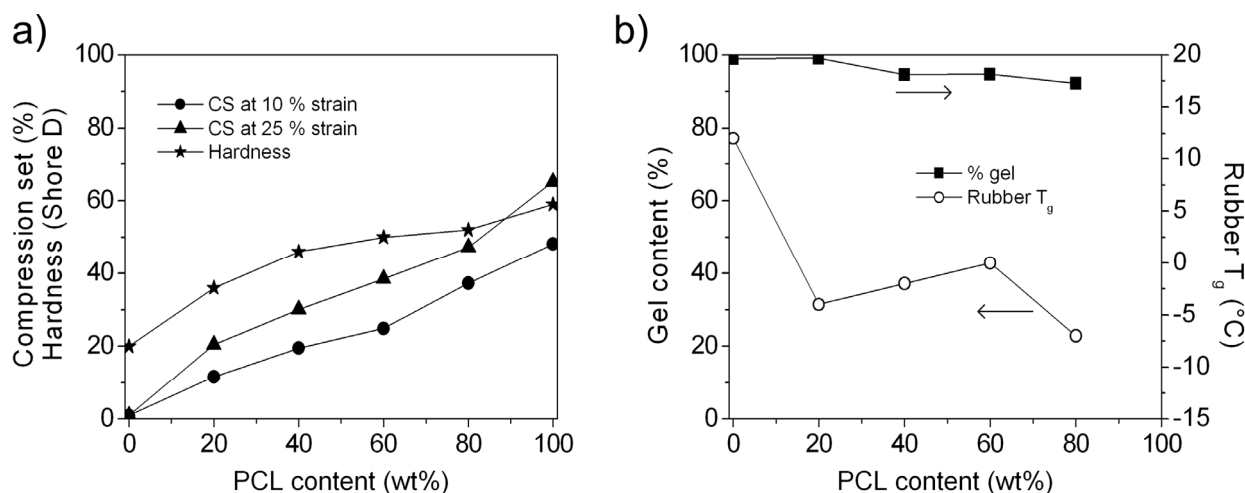 a)
Compression set (%)
Hardness (Shore D)
100
80
60
40
20
0
CS at 10 % strain
CS at 25 % strain
Hardness
0 20 40 60 80 100
PCL content (wt%)
b)
Gel content (%)
100
80
60
40
20
0
% gel
Rubber Tg
20
15
10
5
0
-5
-10
-15
Rubber Tg (°C)
0 20 40 60 80 100
PCL content (wt%)